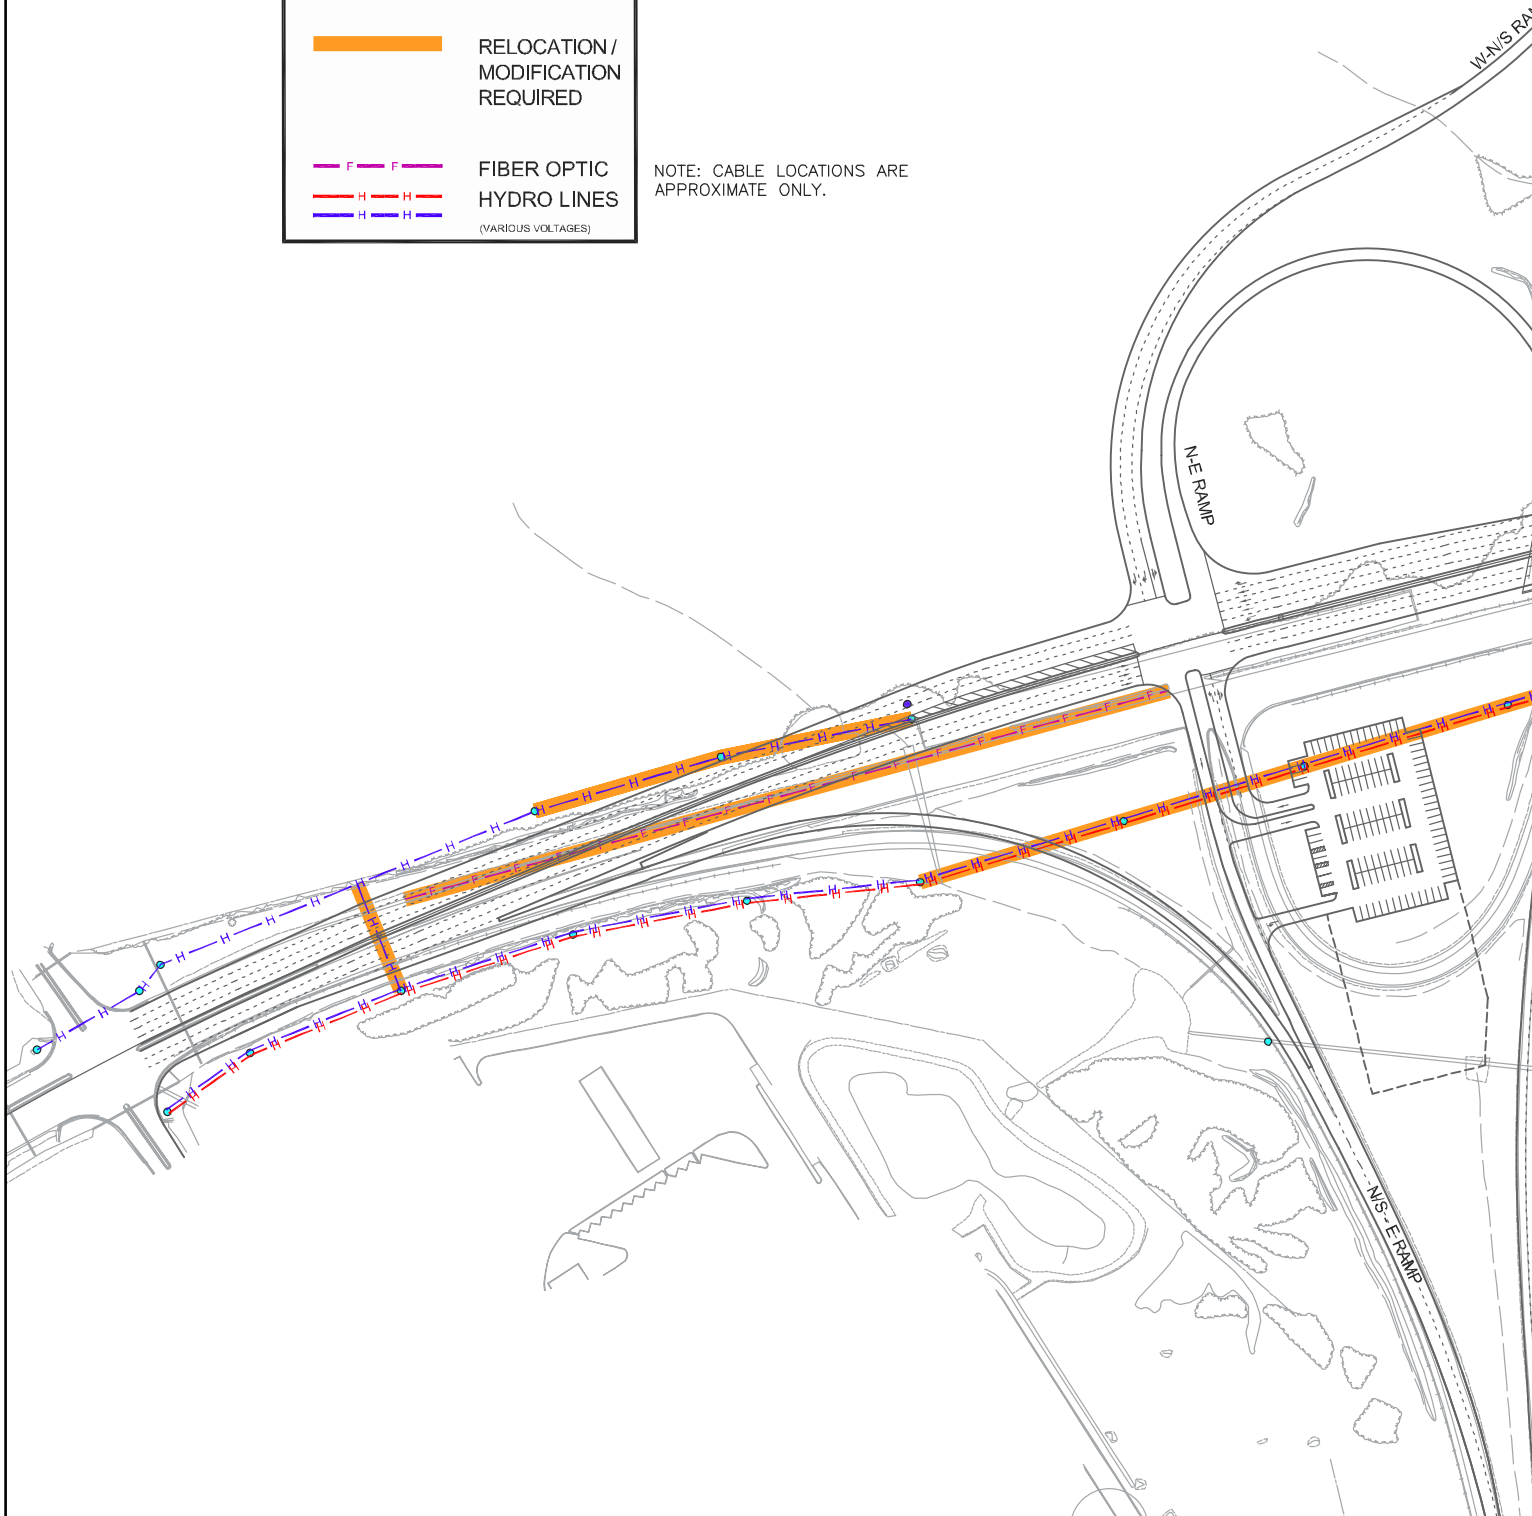 RELOCATION /
MODIFICATION
REQUIRED
F F FIBER OPTIC
H H HYDRO LINES
H H
(VARIOUS VOLTAGES)
NOTE: CABLE LOCATIONS ARE
APPROXIMATE ONLY.
W-N/S
N-E RAMP
N/S - E RAMP